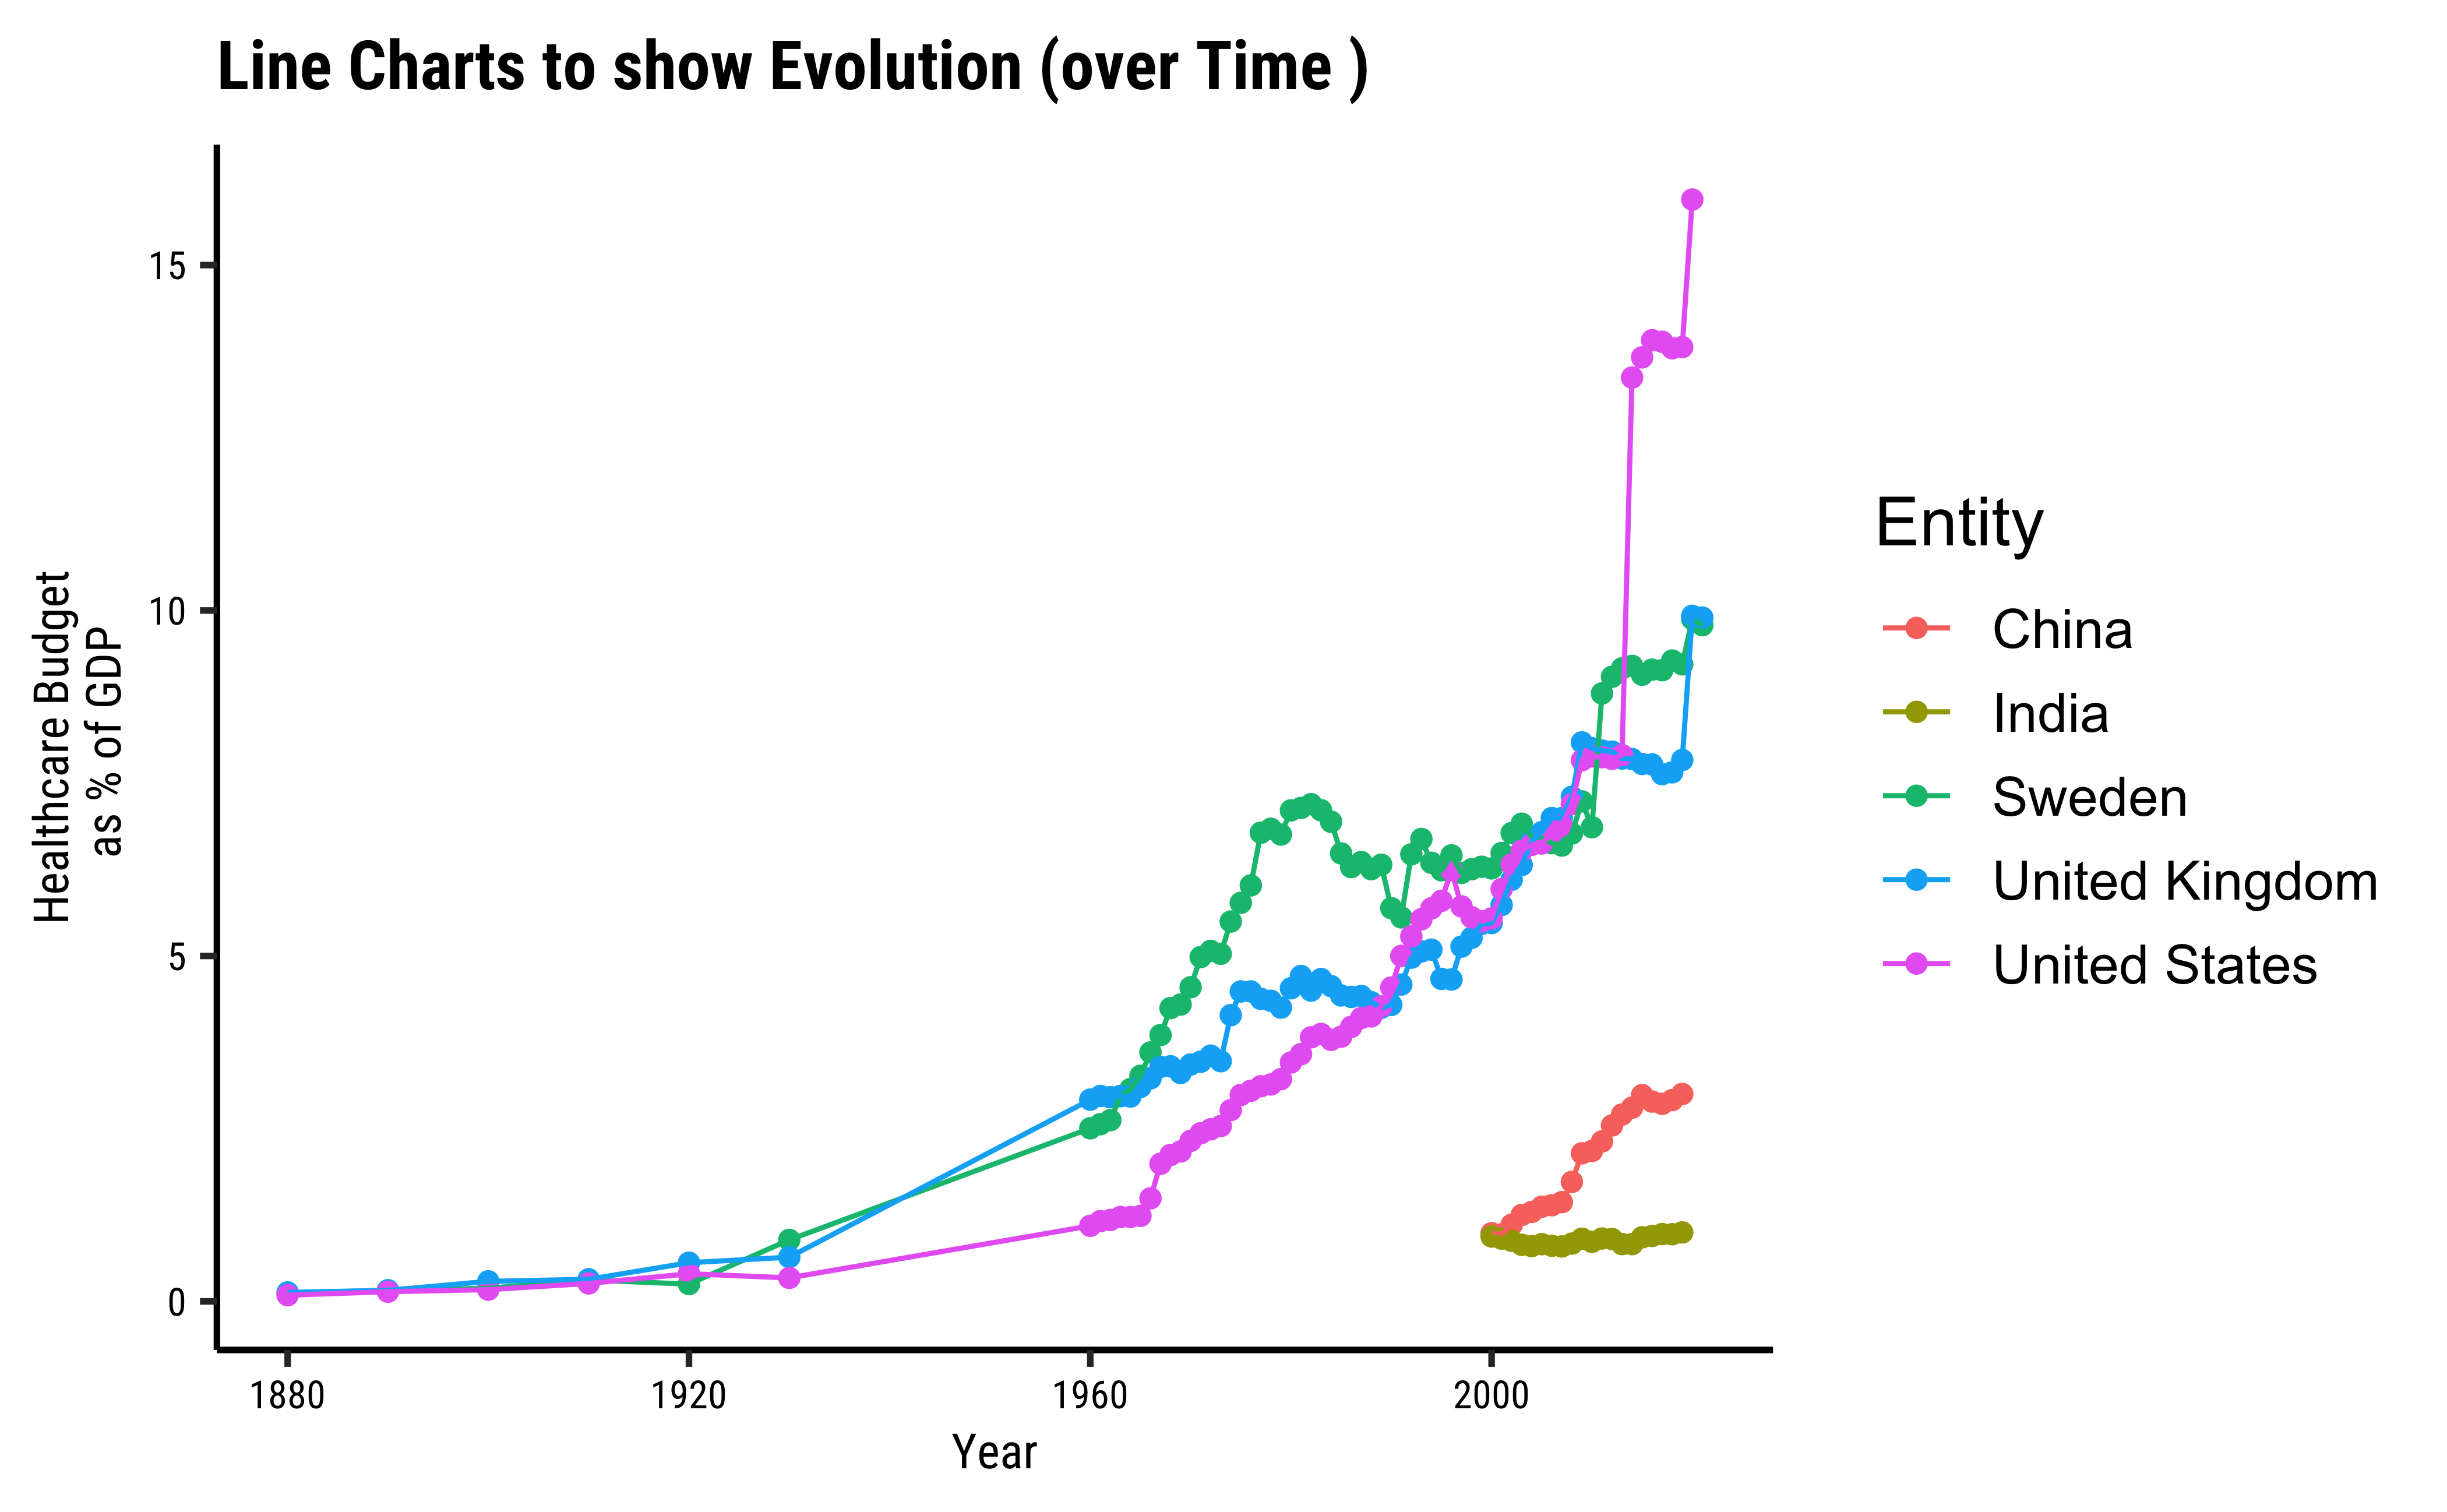 Line Charts to show Evolution (over Time )
Healthcare Budget
as % of GDP
15
10
5
0
1880
1920
1960
2000
Year
Entity
China
India
Sweden
United Kingdom
United States